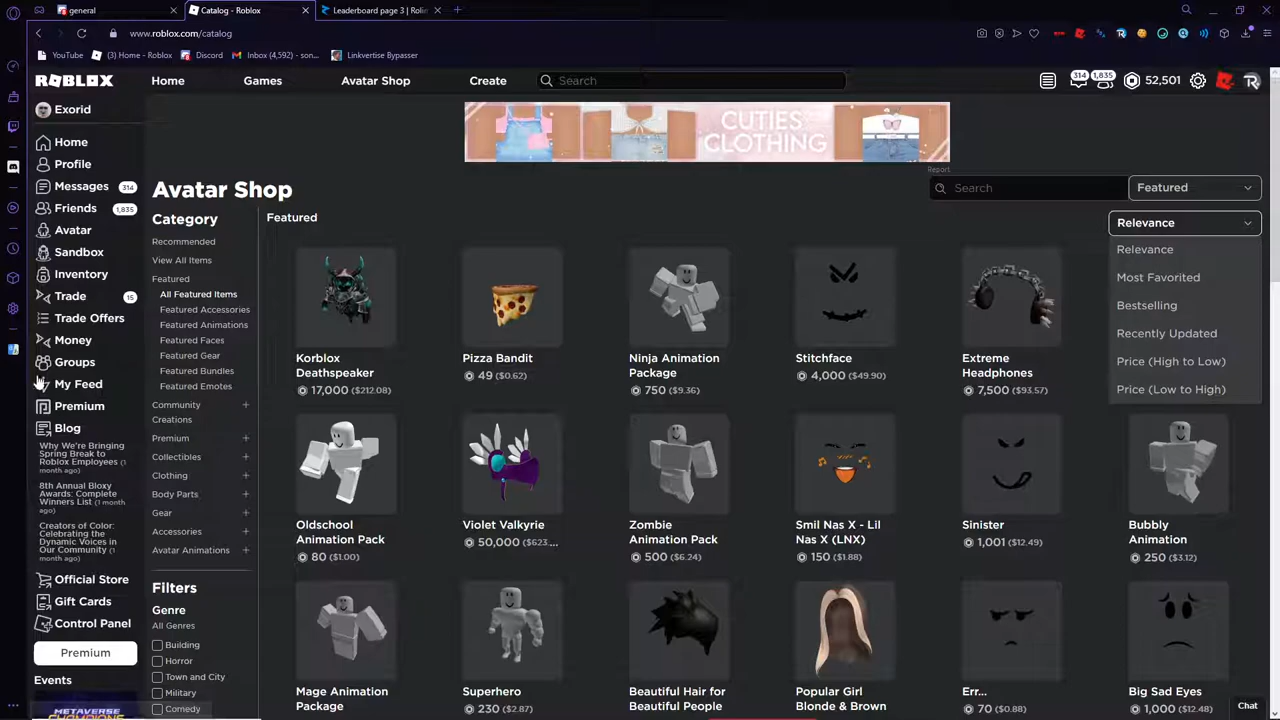 general
Catalog - Roblox
Leaderboard page 3 | Rolim
www.roblox.com/catalog
YouTube
(3) Home - Roblox
Discord
Inbox (4,592) - son...
Linkvertise Bypasser
ROBLOX
Home
Games
Avatar Shop
Create
Search
314
1,835
52,501
Exorid
CUTIES
CLOTHING
Report
Home
Profile
Messages 314
Friends 1,835
Avatar
Sandbox
Inventory
Trade 15
Trade Offers
Money
Groups
My Feed
Premium
Blog
Why We're Bringing
Spring Break to
Roblox Employees (1
month ago)
8th Annual Bloxy
Awards: Complete
Winners List (1 month
ago)
Creators of Color:
Celebrating the
Dynamic Voices in
Our Community (1
month ago)
Official Store
Gift Cards
Control Panel
Premium
Events
METAVERSE
CHAMPIONS
Avatar Shop
Search
Featured
Category
Recommended
View All Items
Featured
All Featured Items
Featured Accessories
Featured Animations
Featured Faces
Featured Gear
Featured Bundles
Featured Emotes
Community +
Creations
Premium +
Collectibles +
Clothing +
Body Parts +
Gear +
Accessories +
Avatar Animations +
Filters
Genre
All Genres
Building
Horror
Town and City
Military
Comedy
Featured
Relevance
Relevance
Most Favorited
Bestselling
Recently Updated
Price (High to Low)
Price (Low to High)
Korblox
Deathspeaker
17,000 ($212.08)
Pizza Bandit
49 ($0.62)
Ninja Animation
Package
750 ($9.36)
Stitchface
4,000 ($49.90)
Extreme
Headphones
7,500 ($93.57)
Oldschool
Animation Pack
80 ($1.00)
Violet Valkyrie
50,000 ($623....
Zombie
Animation Pack
500 ($6.24)
Smil Nas X - Lil
Nas X (LNX)
150 ($1.88)
Sinister
1,001 ($12.49)
Bubbly
Animation
250 ($3.12)
Mage Animation
Package
Superhero
230 ($2.87)
Beautiful Hair for
Beautiful People
Popular Girl
Blonde & Brown
Err...
70 ($0.88)
Big Sad Eyes
1,000 ($12.48)
Chat